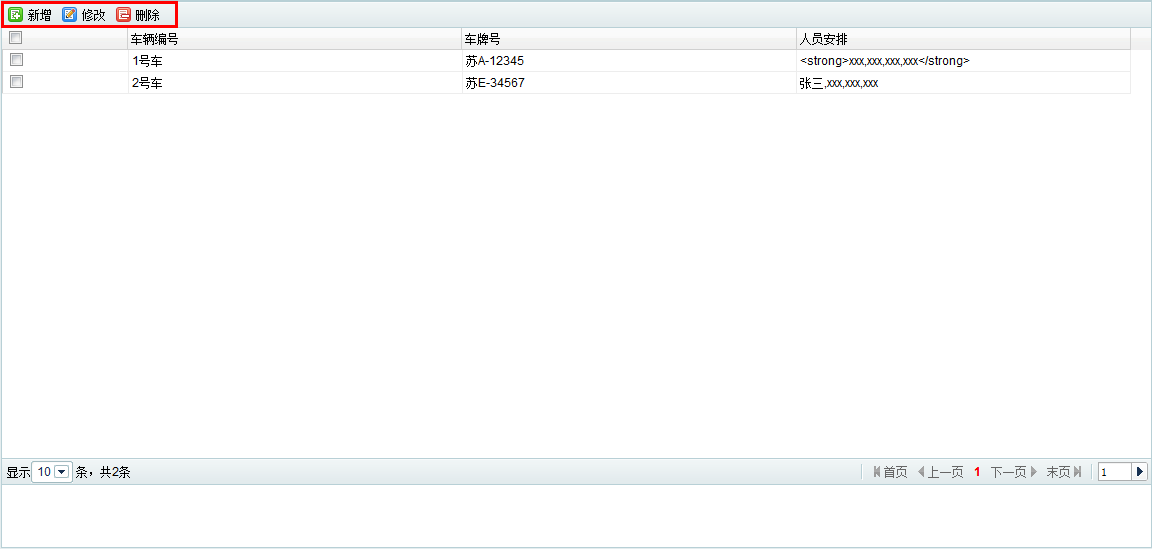 新增 修改 删除
车辆编号 车牌号 人员安排
1号车 苏A-12345 <strong>xxx,xxx,xxx,xxx</strong>
2号车 苏E-34567 张三,xxx,xxx,xxx
显示 10 条，共2条 首页 上一页 1 下一页 末页 1